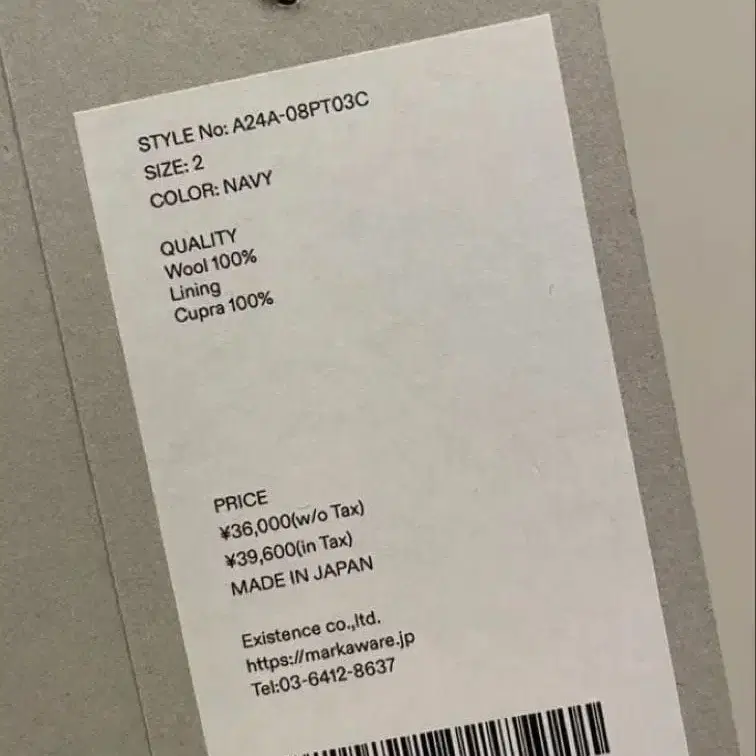 STYLE No: A24A-08PT03C
SIZE: 2
COLOR: NAVY
QUALITY
Wool 100%
Lining
Cupra 100%
PRICE
¥36,000(w/o Tax)
¥39,600(in Tax)
MADE IN JAPAN
Existence co.,ltd.
https://markaware.jp
Tel:03-6412-8637